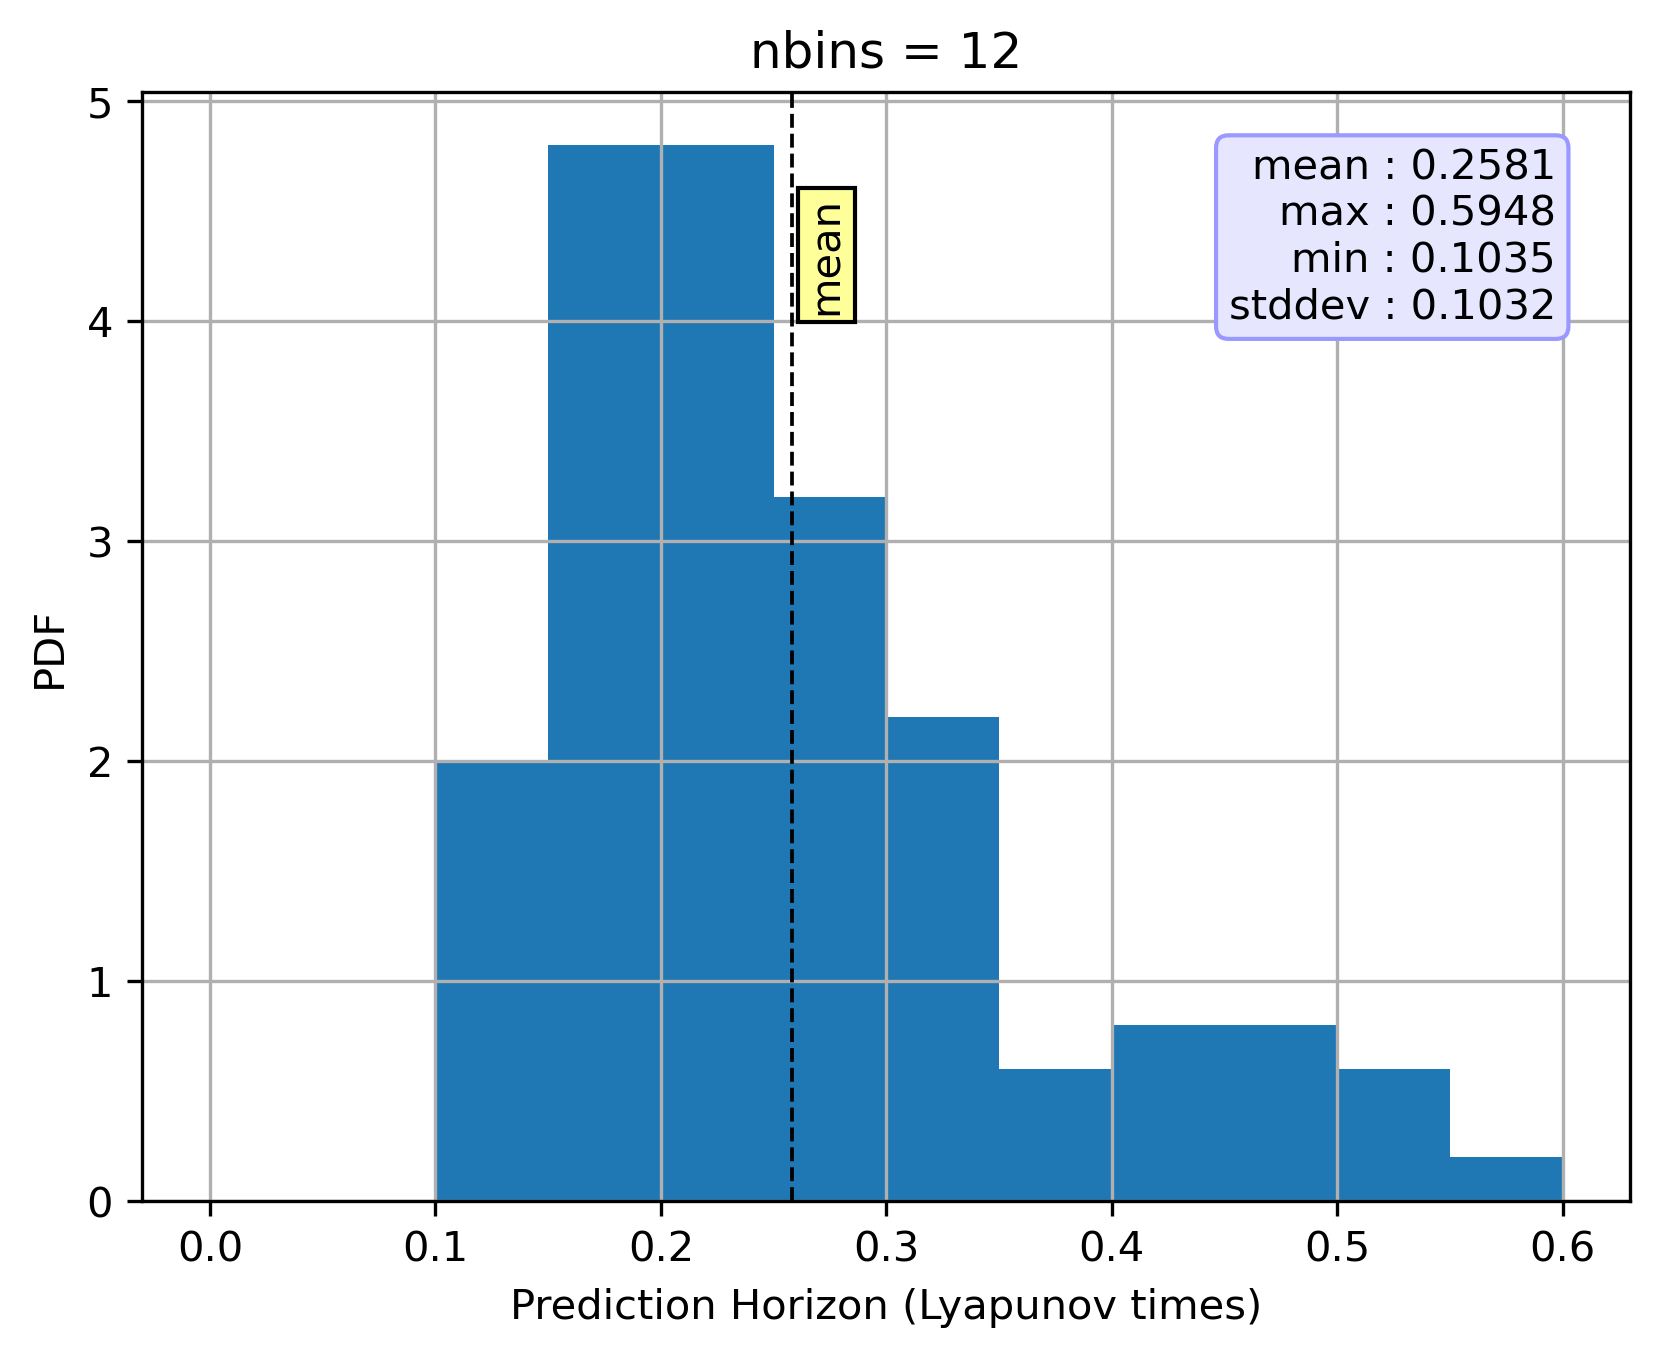 nbins = 12
5
4
3
2
1
0
PDF
mean
mean : 0.2581
max : 0.5948
min : 0.1035
stddev : 0.1032
0.0 0.1 0.2 0.3 0.4 0.5 0.6
Prediction Horizon (Lyapunov times)